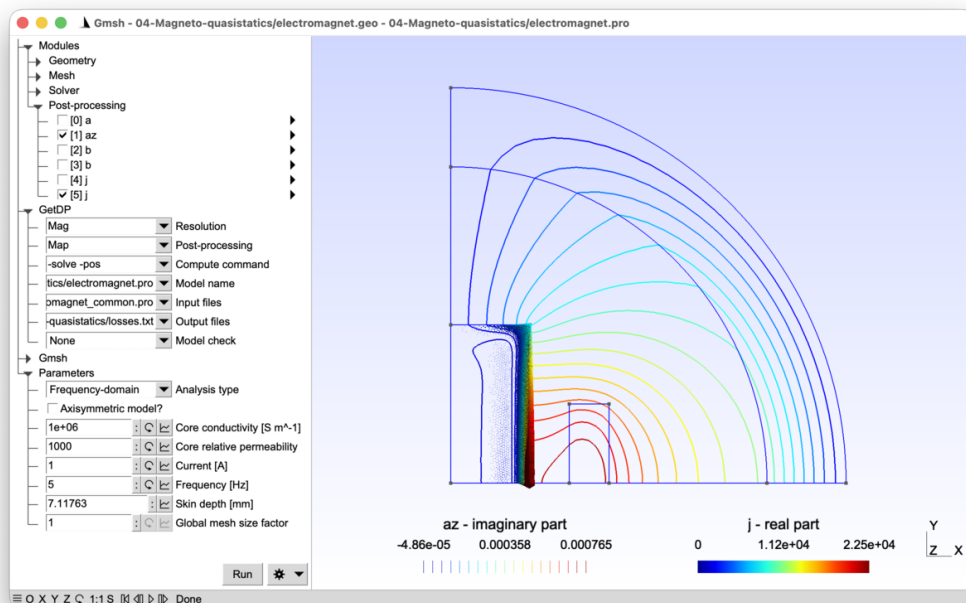 Gmsh - 04-Magneto-quasistatics/electromagnet.geo - 04-Magneto-quasistatics/electromagnet.pro
Modules
Geometry
Mesh
Solver
Post-processing
[0] a
[1] az
[2] b
[3] b
[4] j
[5] j
GetDP
Mag Resolution
Map Post-processing
-solve -pos Compute command
tics/electromagnet.pro Model name
omagnet_common.pro Input files
-quasistatics/losses.txt Output files
None Model check
Gmsh
Parameters
Frequency-domain Analysis type
Axisymmetric model?
1e+06 Core conductivity [S m^-1]
1000 Core relative permeability
1 Current [A]
5 Frequency [Hz]
7.11763 Skin depth [mm]
1 Global mesh size factor
Run
az - imaginary part
-4.86e-05 0.000358 0.000765
j - real part
0 1.12e+04 2.25e+04
Y
Z X
O X Y Z 1:1 S Done